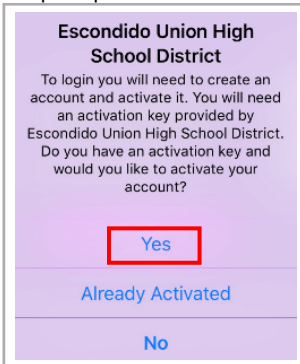 Escondido Union High
School District
To login you will need to create an
account and activate it. You will need
an activation key provided by
Escondido Union High School District.
Do you have an activation key and
would you like to activate your
account?
Yes
Already Activated
No